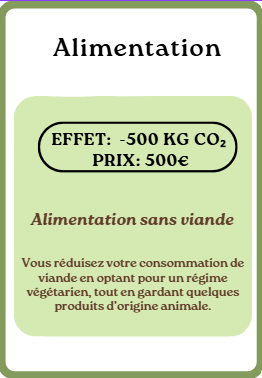 Alimentation
EFFET: -500 KG CO₂
PRIX: 500€
Alimentation sans viande
Vous réduisez votre consommation de
viande en optant pour un régime
végétarien, tout en gardant quelques
produits d'origine animale.